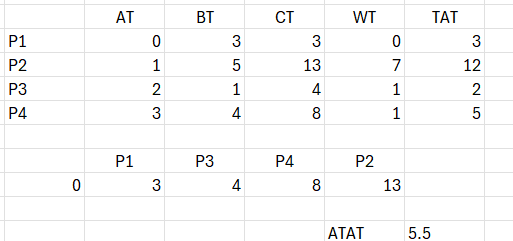 AT BT CT WT TAT
P1 0 3 3 0 3
P2 1 5 13 7 12
P3 2 1 4 1 2
P4 3 4 8 1 5
P1 P3 P4 P2
0 3 4 8 13
ATAT 5.5